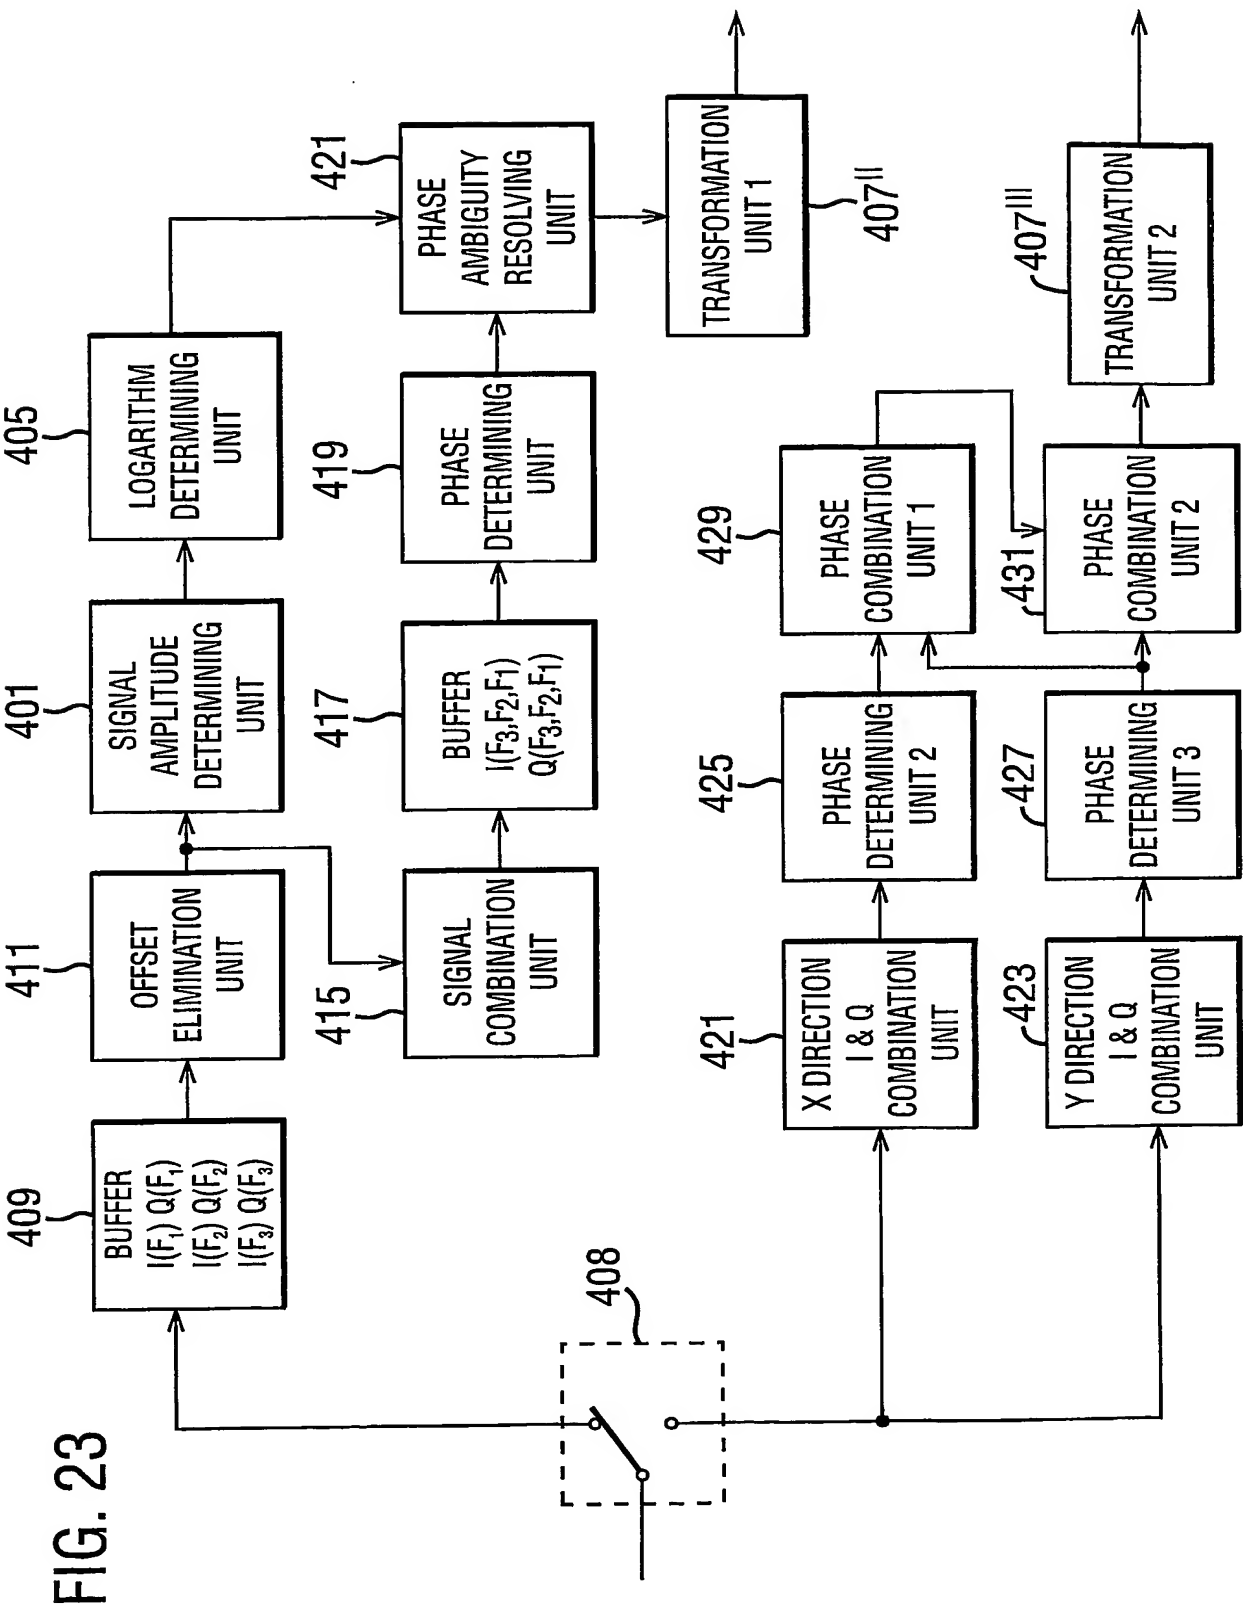 FIG. 23
408
409
BUFFER
I(F₁) Q(F₁)
I(F₂) Q(F₂)
I(F₃) Q(F₃)
411
OFFSET
ELIMINATION
UNIT
401
SIGNAL
AMPLITUDE
DETERMINING
UNIT
405
LOGARITHM
DETERMINING
UNIT
415
SIGNAL
COMBINATION
UNIT
417
BUFFER
I(F₃,F₂,F₁)
Q(F₃,F₂,F₁)
419
PHASE
DETERMINING
UNIT
421
PHASE
AMBIGUITY
RESOLVING
UNIT
TRANSFORMATION
UNIT 1
407II
421
X DIRECTION
I & Q
COMBINATION
UNIT
425
PHASE
DETERMINING
UNIT 2
429
PHASE
COMBINATION
UNIT 1
423
Y DIRECTION
I & Q
COMBINATION
UNIT
427
PHASE
DETERMINING
UNIT 3
431
PHASE
COMBINATION
UNIT 2
407III
TRANSFORMATION
UNIT 2